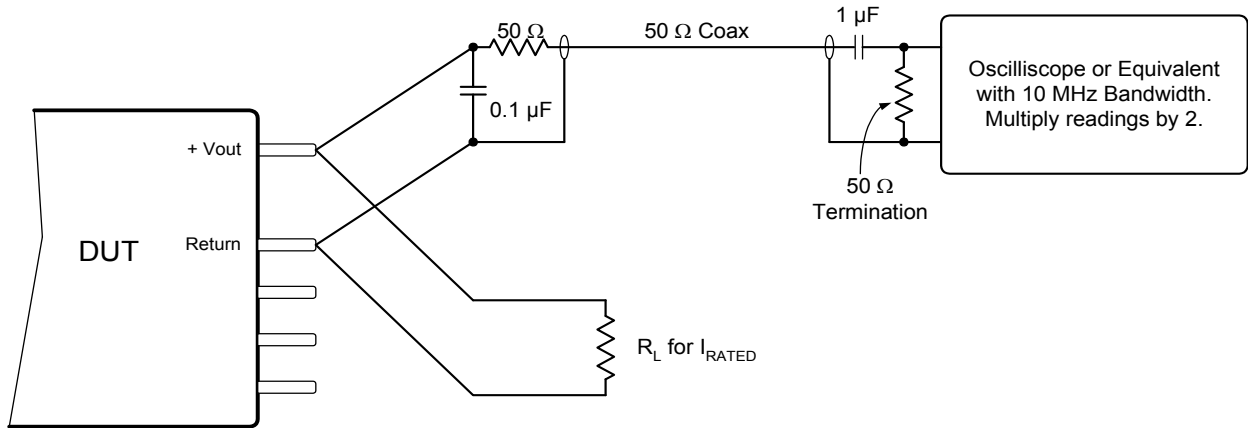 50 Ω
50 Ω Coax
1 µF
0.1 µF
Oscilliscope or Equivalent
with 10 MHz Bandwidth.
Multiply readings by 2.
50 Ω
Termination
+ Vout
Return
DUT
R_L for I_RATED